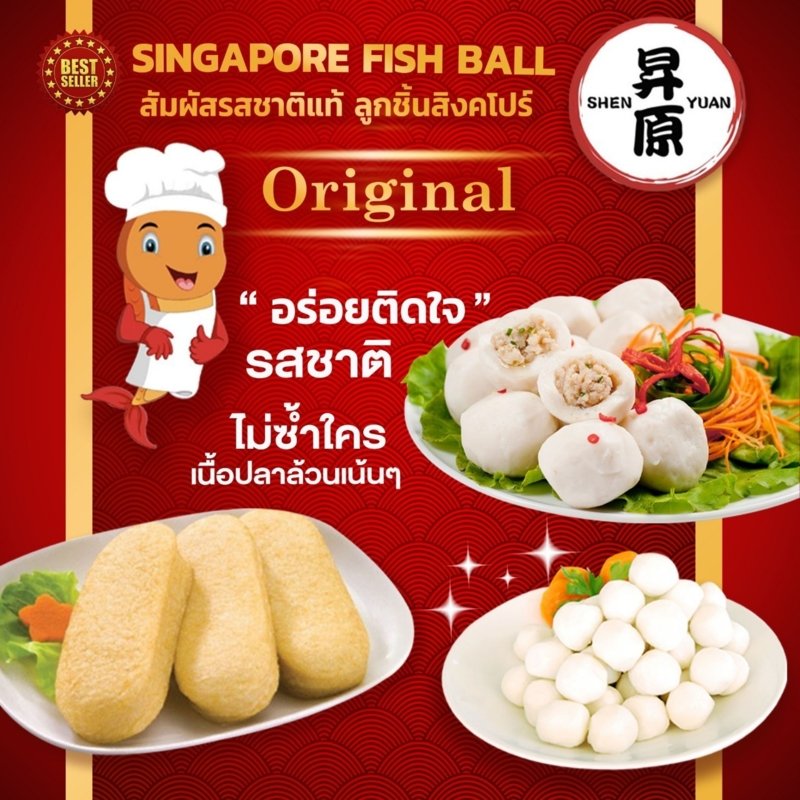 BEST
SELLER
SINGAPORE FISH BALL
สัมผัสรสชาติแท้ ลูกชิ้นสิงคโปร์
昇
SHEN YUAN
原
Original
“ อร่อยติดใจ ”
รสชาติ
ไม่ซ้ำใคร
เนื้อปลาล้วนเน้นๆ